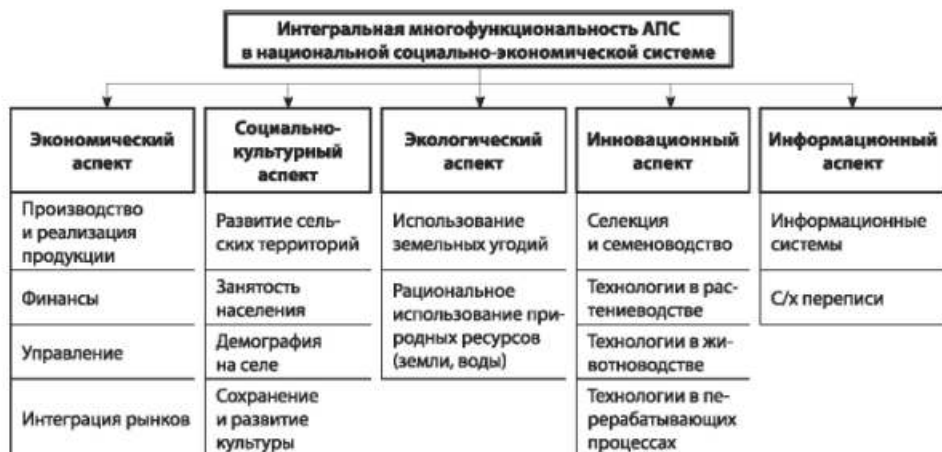 Интегральная многофункциональность АПС
в национальной социально-экономической системе
Экономический
аспект
Производство
и реализация
продукции
Финансы
Управление
Интеграция рынков
Социально-
культурный
аспект
Развитие сель-
ских территорий
Занятость
населения
Демография
на селе
Сохранение
и развитие
культуры
Экологический
аспект
Использование
земельных угодий
Рациональное
использование при-
родных ресурсов
(земли, воды)
Инновационный
аспект
Селекция
и семеноводство
Технологии в рас-
тениеводстве
Технологии в жи-
вотноводстве
Технологии в пе-
рерабатывающих
процессах
Информационный
аспект
Информационные
системы
С/х переписи